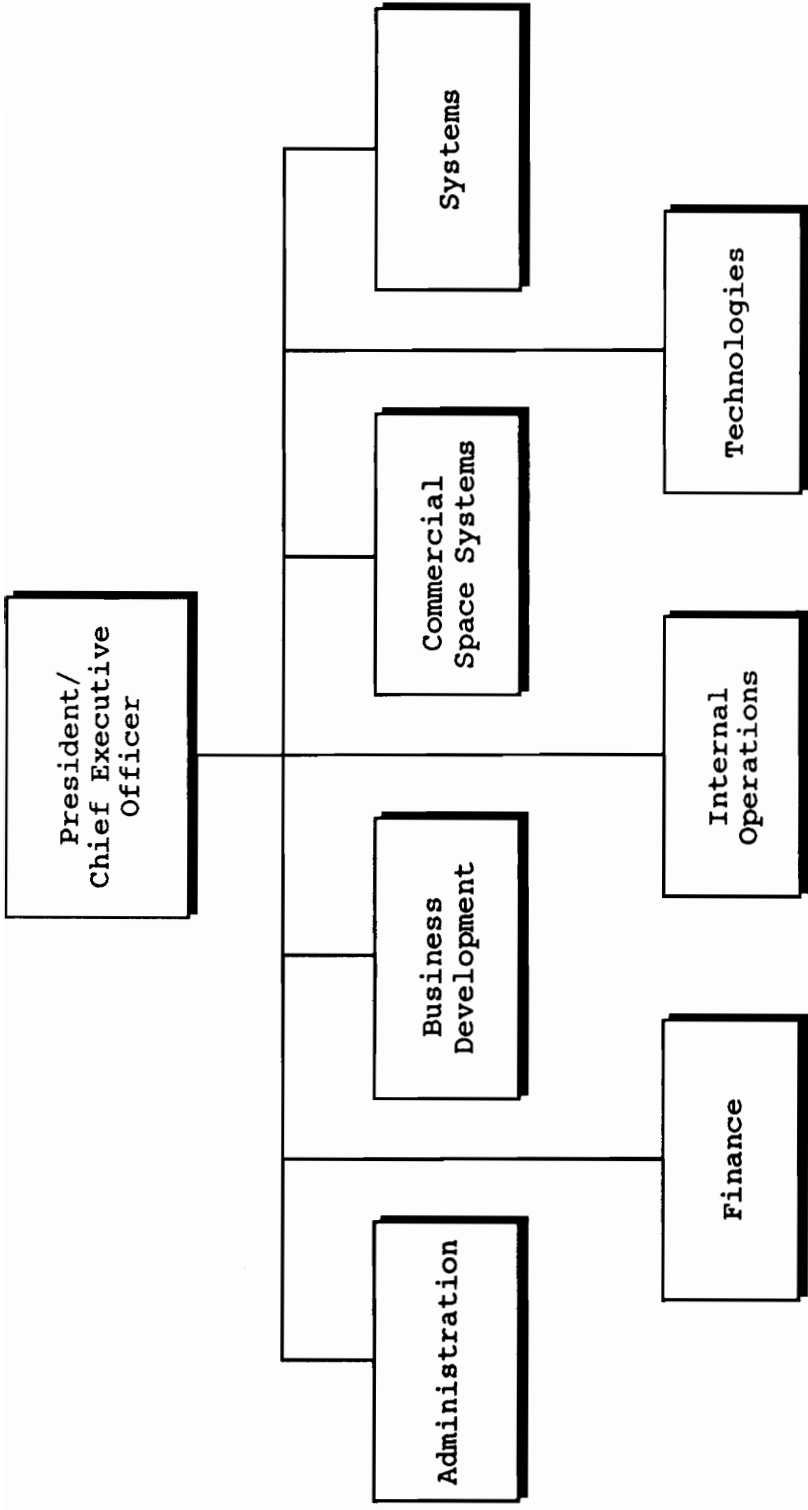 President/
Chief Executive
Officer
Administration
Business
Development
Commercial
Space Systems
Systems
Finance
Internal
Operations
Technologies